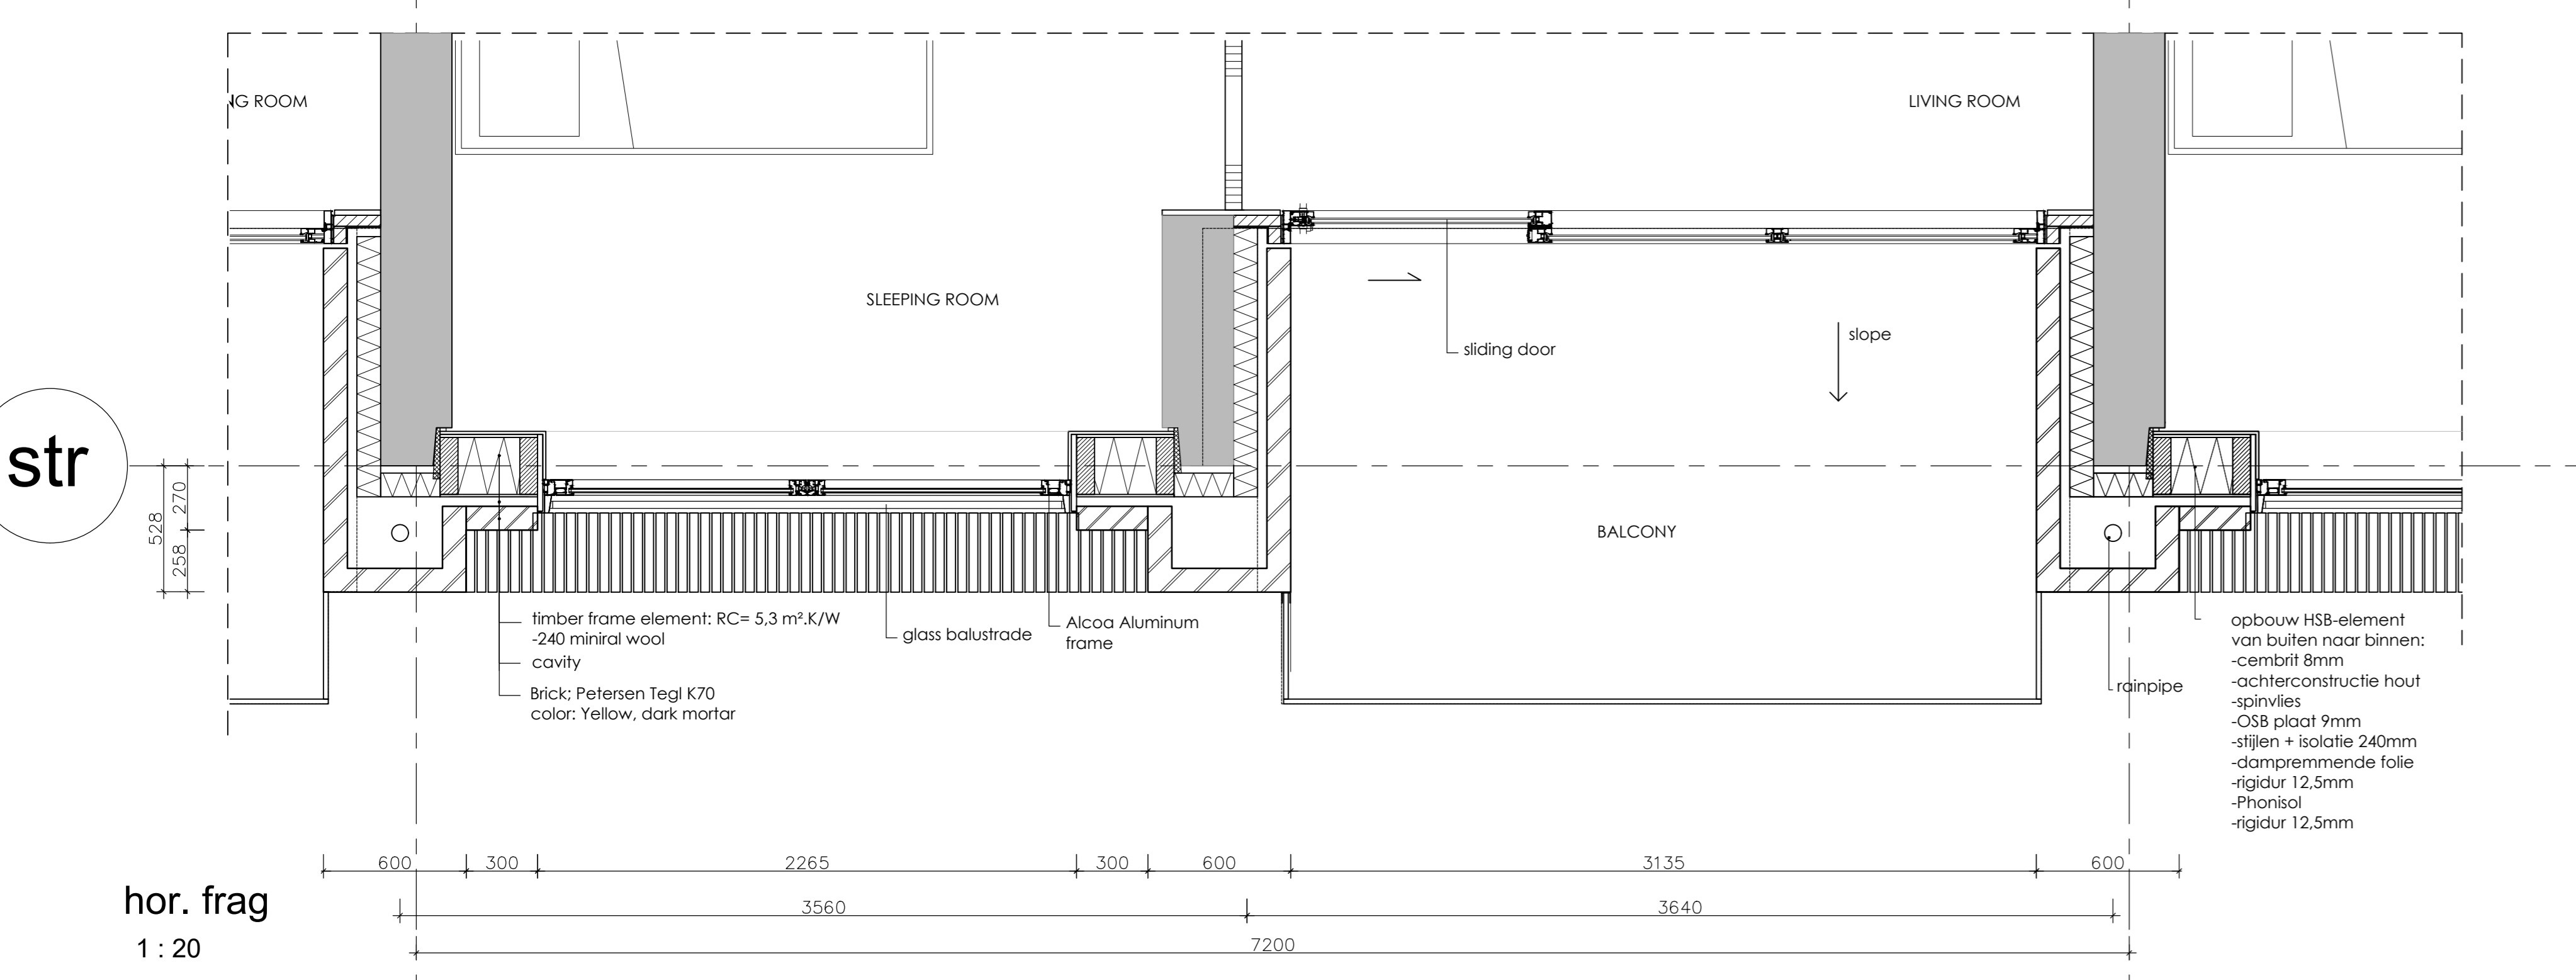 NG ROOM
LIVING ROOM
SLEEPING ROOM
slope
sliding door
str
270
528
258
BALCONY
timber frame element: RC= 5,3 m².K/W
-240 miniral wool
cavity
Brick; Petersen Tegl K70
color: Yellow, dark mortar
glass balustrade
Alcoa Aluminum
frame
rainpipe
opbouw HSB-element
van buiten naar binnen:
-cembrit 8mm
-achterconstructie hout
-spinvlies
-OSB plaat 9mm
-stijlen + isolatie 240mm
-dampremmende folie
-rigidur 12,5mm
-Phonisol
-rigidur 12,5mm
600 300 2265 300 600 3135 600
3560 3640
7200
hor. frag
1 : 20